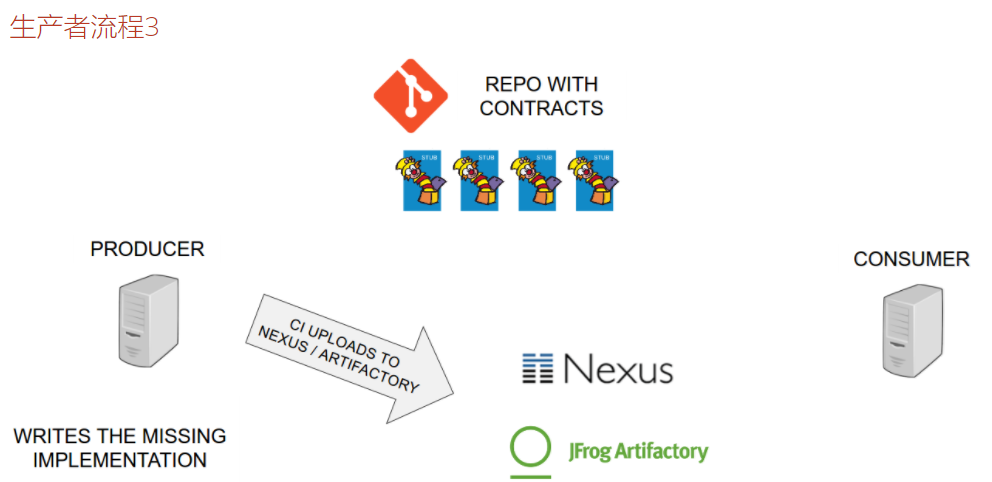 生产者流程3
REPO WITH
CONTRACTS
STUB
STUB
STUB
STUB
PRODUCER
CONSUMER
CI UPLOADS TO
NEXUS / ARTIFACTORY
Nexus
WRITES THE MISSING
IMPLEMENTATION
JFrog Artifactory